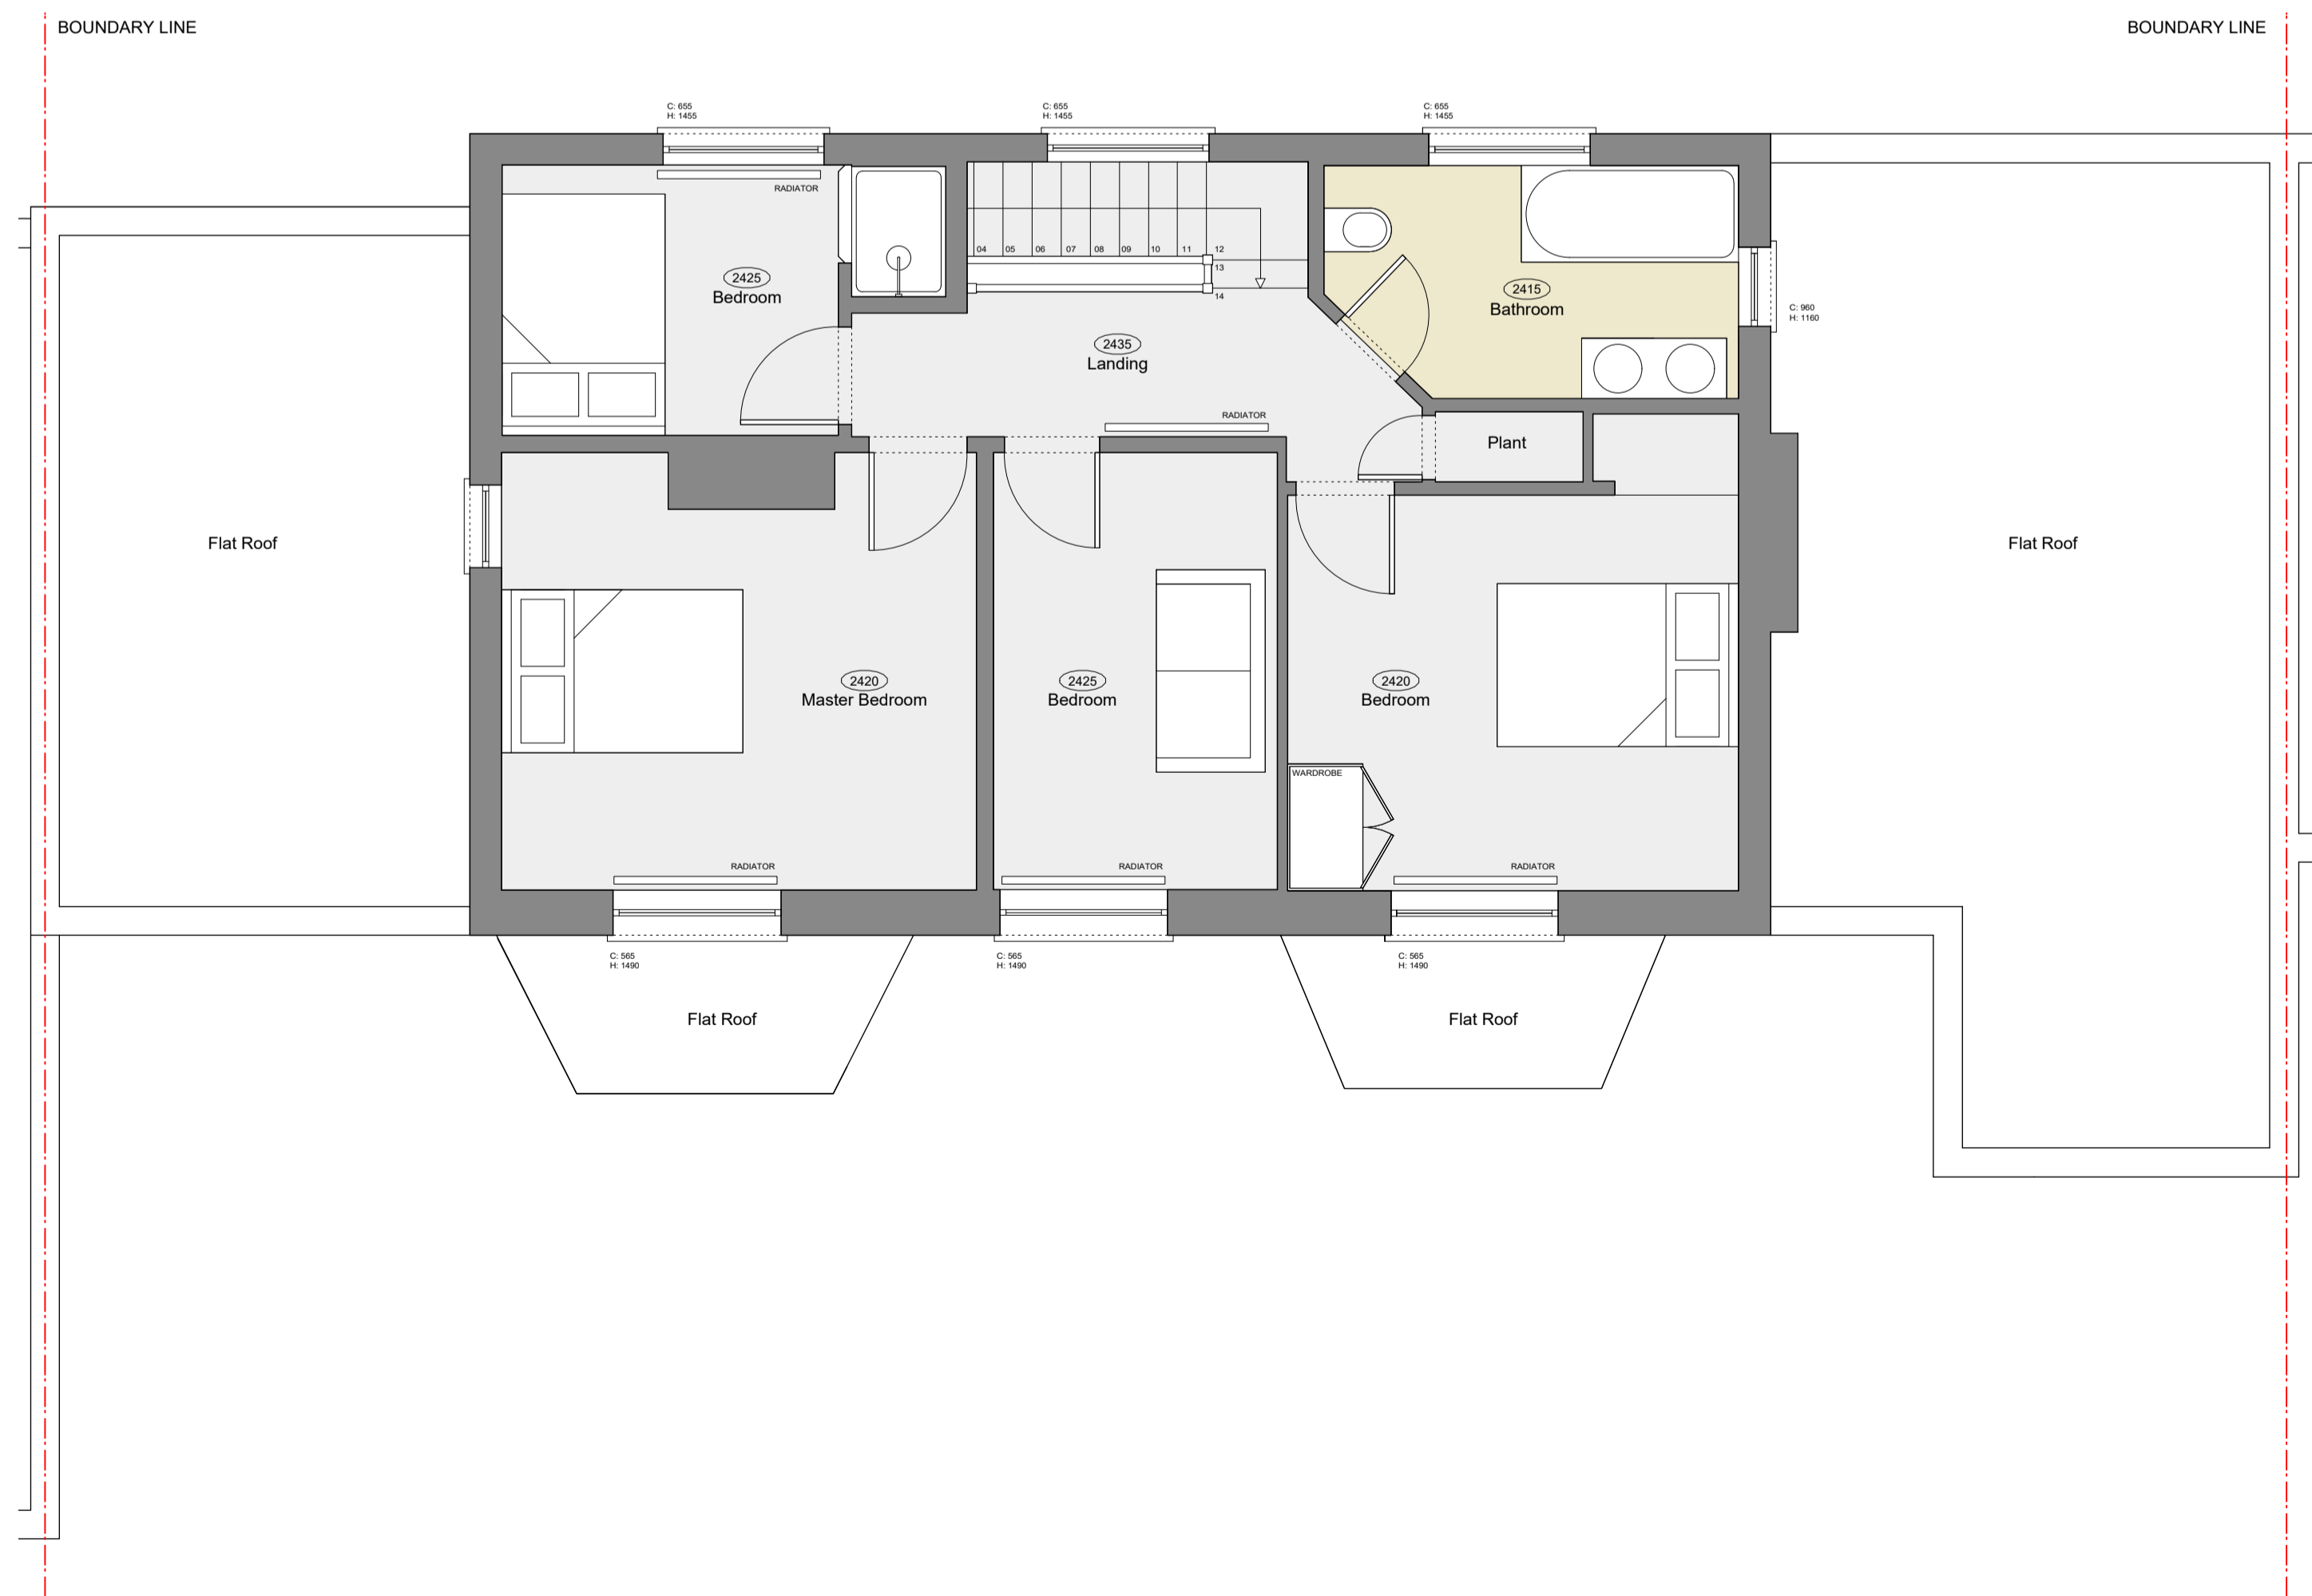 BOUNDARY LINE
BOUNDARY LINE
C: 655
H: 1455
C: 655
H: 1455
C: 655
H: 1455
RADIATOR
04 05 06 07 08 09 10 11 12
13
14
2425
Bedroom
2415
Bathroom
C: 960
H: 1160
2435
Landing
RADIATOR
Plant
Flat Roof
Flat Roof
2420
Master Bedroom
2425
Bedroom
2420
Bedroom
WARDROBE
RADIATOR
RADIATOR
RADIATOR
C: 565
H: 1490
C: 565
H: 1490
C: 565
H: 1490
Flat Roof
Flat Roof